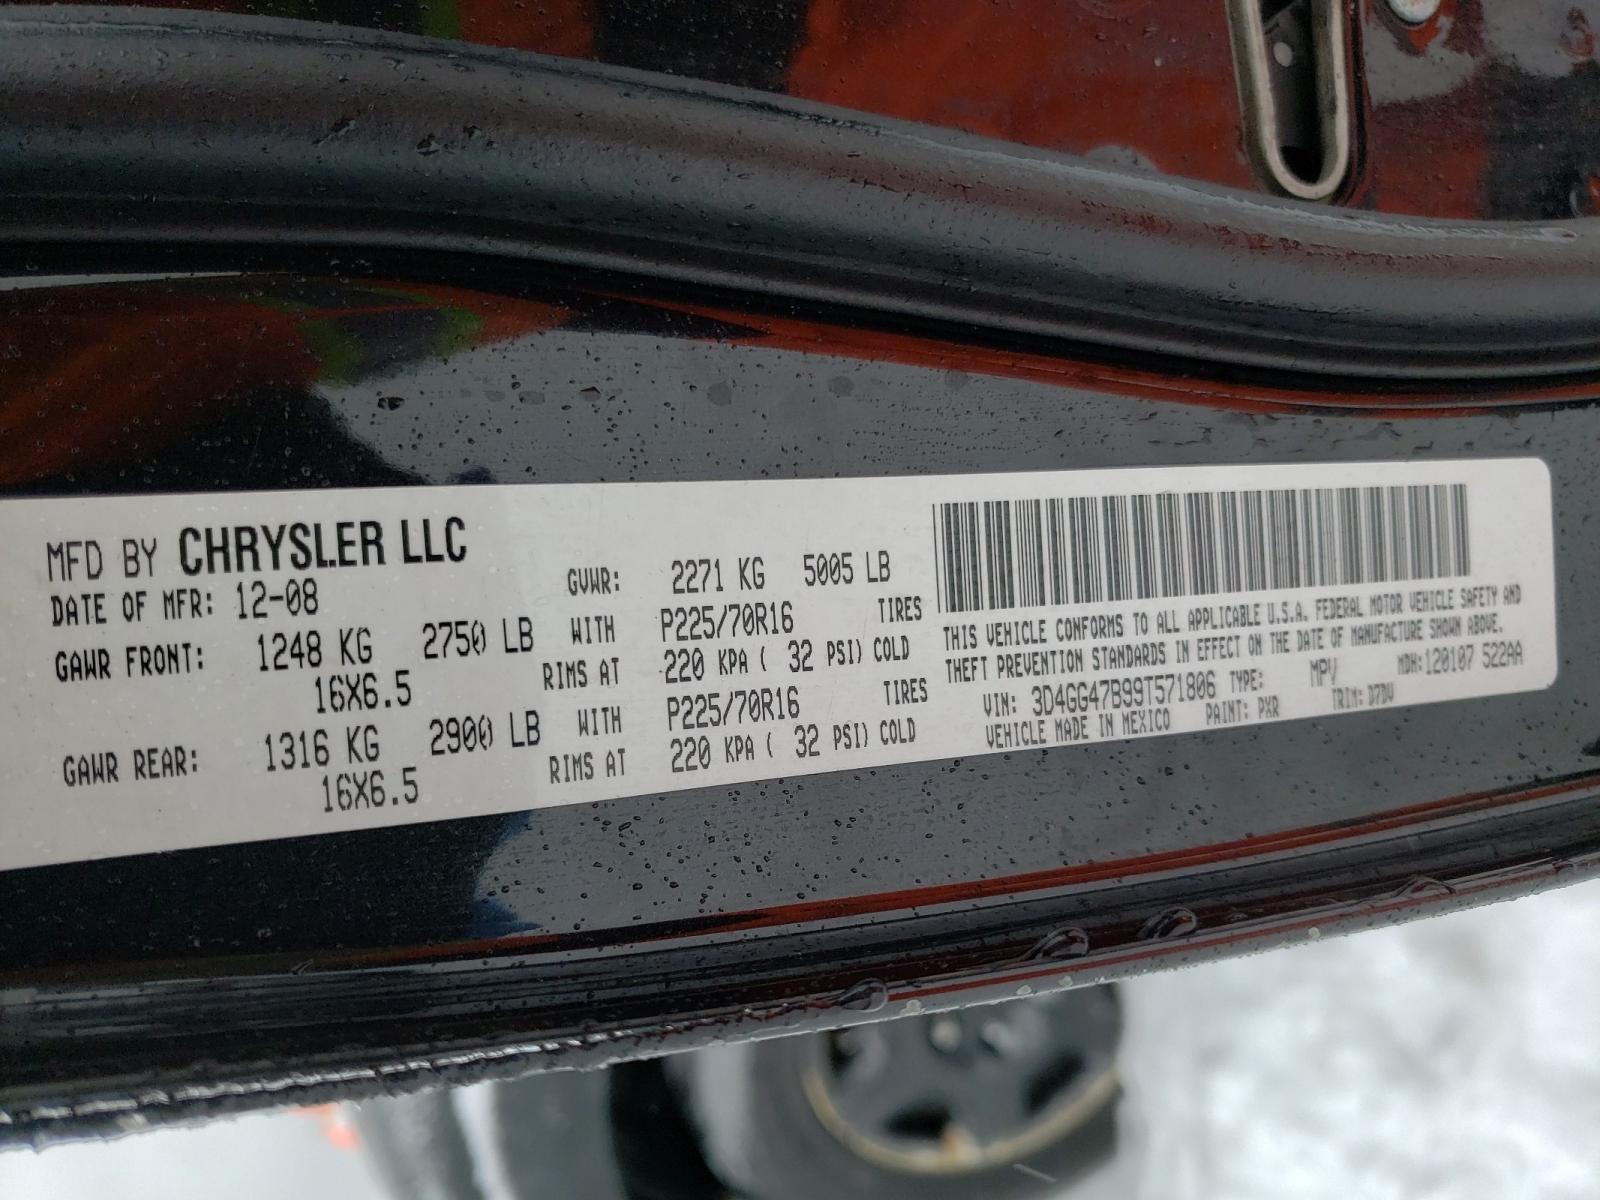 MFD BY CHRYSLER LLC
DATE OF MFR: 12-08 GVWR: 2271 KG 5005 LB
GAWR FRONT: 1248 KG 2750 LB WITH P225/70R16 TIRES
16X6.5 RIMS AT 220 KPA ( 32 PSI) COLD
GAWR REAR: 1316 KG 2900 LB WITH P225/70R16 TIRES
16X6.5 RIMS AT 220 KPA ( 32 PSI) COLD
THIS VEHICLE CONFORMS TO ALL APPLICABLE U.S.A. FEDERAL MOTOR VEHICLE SAFETY AND
THEFT PREVENTION STANDARDS IN EFFECT ON THE DATE OF MANUFACTURE SHOWN ABOVE.
VIN: 3D4GG47B99T571806 TYPE: MPV MDH:120107 522AA
VEHICLE MADE IN MEXICO PAINT: PXR TRIM: D7DV